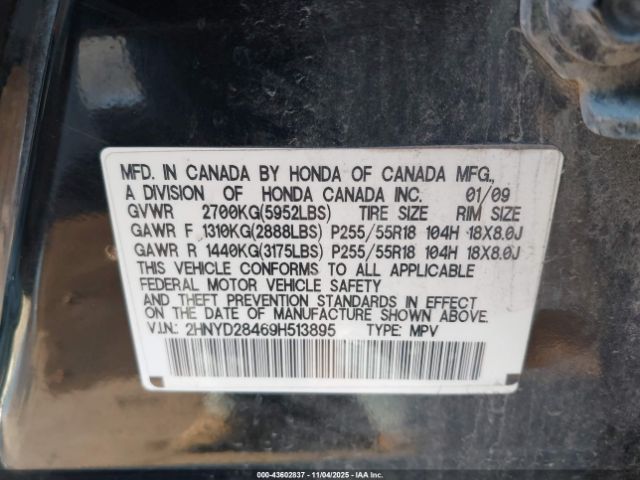 MFD. IN CANADA BY HONDA OF CANADA MFG.,
A DIVISION OF HONDA CANADA INC. 01/09
GVWR 2700KG(5952LBS) TIRE SIZE RIM SIZE
GAWR F 1310KG(2888LBS) P255/55R18 104H 18X8.0J
GAWR R 1440KG(3175LBS) P255/55R18 104H 18X8.0J
THIS VEHICLE CONFORMS TO ALL APPLICABLE
FEDERAL MOTOR VEHICLE SAFETY
AND THEFT PREVENTION STANDARDS IN EFFECT
ON THE DATE OF MANUFACTURE SHOWN ABOVE.
V.I.N.: 2HNYD28469H513895 TYPE: MPV
000-43602837 - 11/04/2025 - IAAI.CA